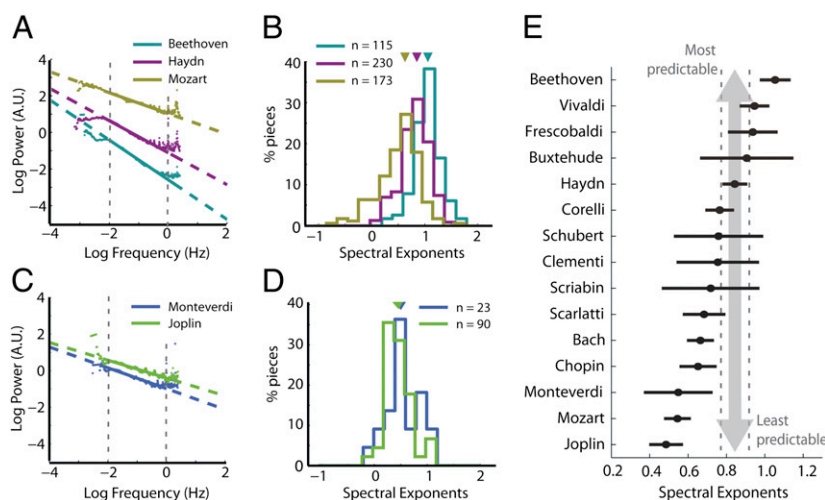 A
Beethoven
Haydn
Mozart
4
2
0
−2
−4
Log Power (A.U.)
−4
−2
0
2
Log Frequency (Hz)
B
n = 115
n = 230
n = 173
40
30
20
10
0
% pieces
−1
0
1
2
Spectral Exponents
C
Monteverdi
Joplin
4
2
0
−2
−4
Log Power (A.U.)
−4
−2
0
2
Log Frequency (Hz)
D
n = 23
n = 90
40
30
20
10
0
% pieces
−1
0
1
2
Spectral Exponents
E
Most
predictable
Beethoven
Vivaldi
Frescobaldi
Buxtehude
Haydn
Corelli
Schubert
Clementi
Scriabin
Scarlatti
Bach
Chopin
Monteverdi
Mozart
Joplin
Least
predictable
0.2
0.4
0.6
0.8
1.0
1.2
Spectral Exponents